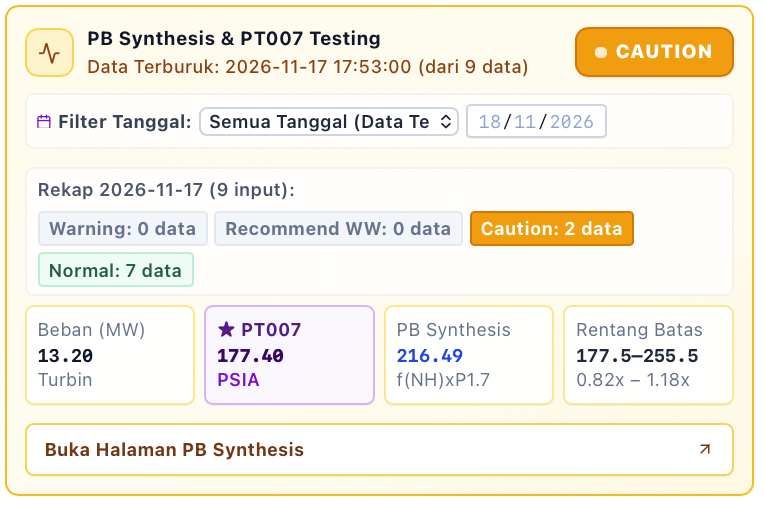 PB Synthesis & PT007 Testing
Data Terburuk: 2026-11-17 17:53:00 (dari 9 data)
CAUTION
Filter Tanggal:
Semua Tanggal (Data Te
18/11/2026
Rekap 2026-11-17 (9 input):
Warning: 0 data
Recommend WW: 0 data
Caution: 2 data
Normal: 7 data
Beban (MW)
13.20
Turbin
★ PT007
177.40
PSIA
PB Synthesis
216.49
f(NH)xP1.7
Rentang Batas
177.5–255.5
0.82x – 1.18x
Buka Halaman PB Synthesis